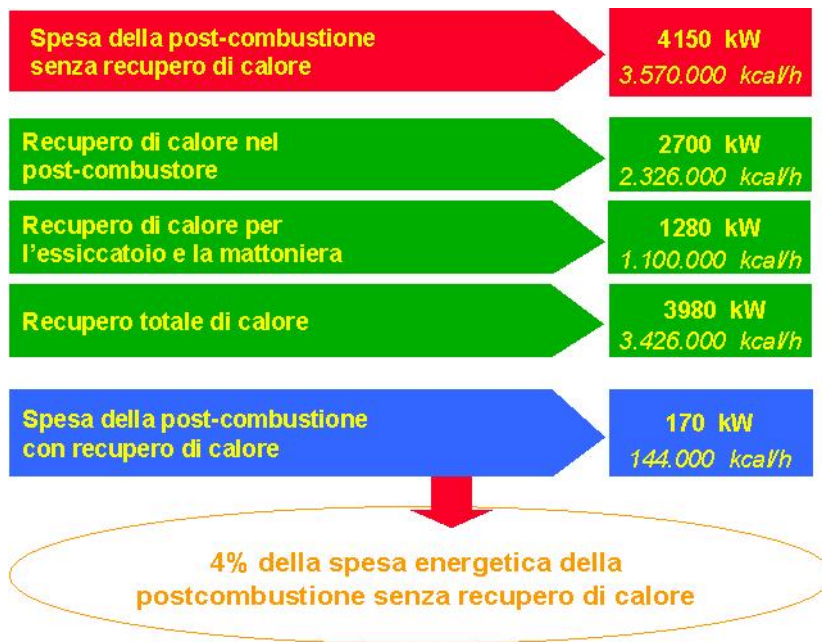 Spesa della post-combustione
senza recupero di calore
4150 kW
3.570.000 kcal/h
Recupero di calore nel
post-combustore
2700 kW
2.326.000 kcal/h
Recupero di calore per
l'essiccatoio e la mattoniera
1280 kW
1.100.000 kcal/h
Recupero totale di calore
3980 kW
3.426.000 kcal/h
Spesa della post-combustione
con recupero di calore
170 kW
144.000 kcal/h
4% della spesa energetica della
postcombustione senza recupero di calore